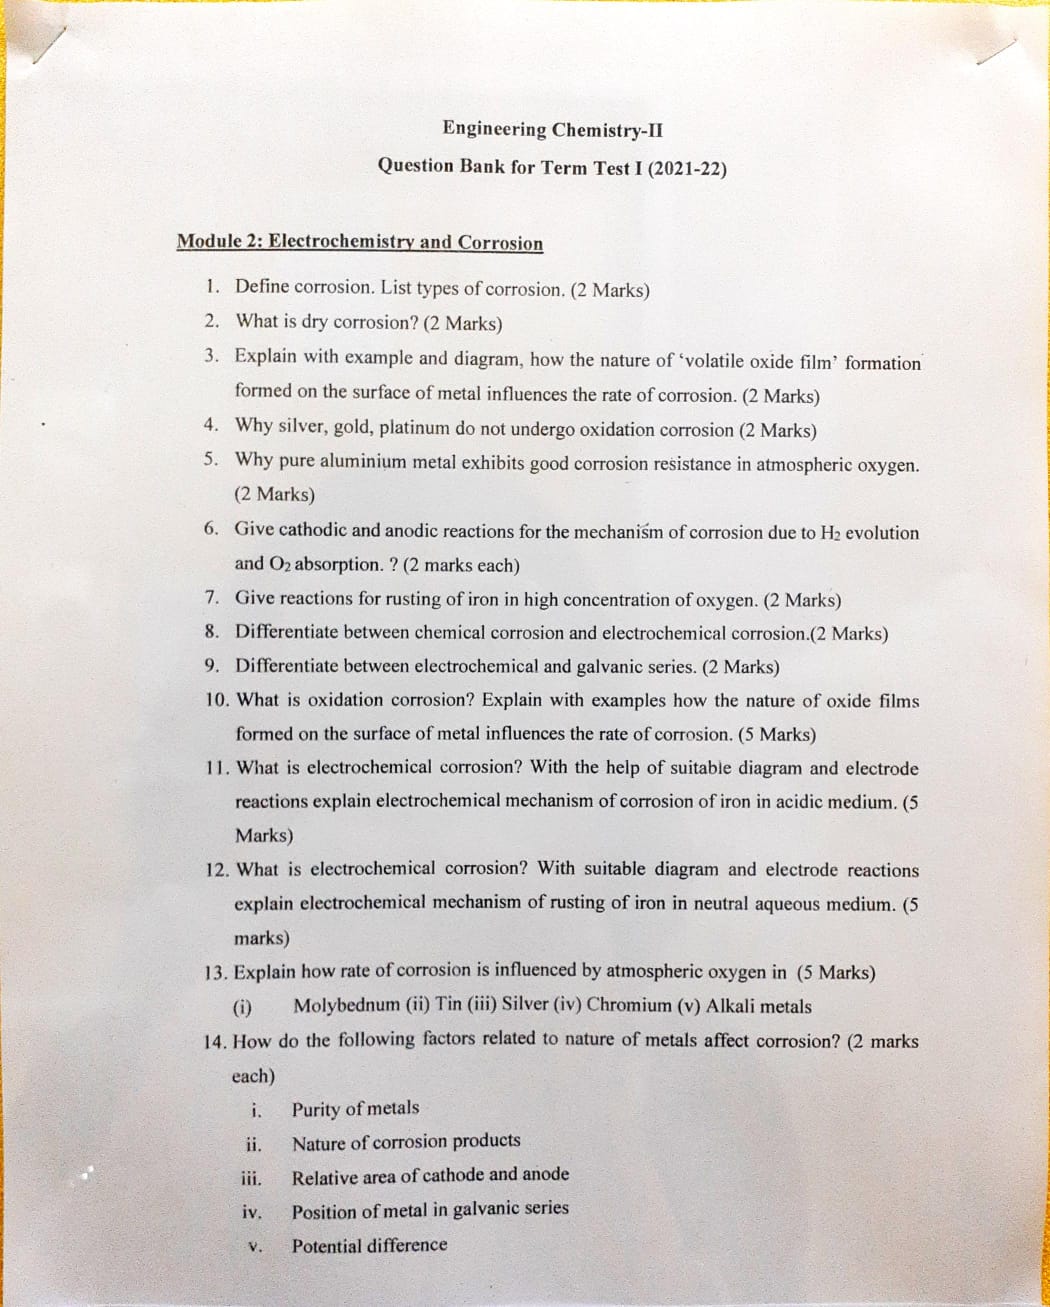 Engineering Chemistry-II
Question Bank for Term Test I (2021-22)
Module 2: Electrochemistry and Corrosion
1. Define corrosion. List types of corrosion. (2 Marks)
2. What is dry corrosion? (2 Marks)
3. Explain with example and diagram, how the nature of ‘volatile oxide film’ formation
formed on the surface of metal influences the rate of corrosion. (2 Marks)
4. Why silver, gold, platinum do not undergo oxidation corrosion (2 Marks)
5. Why pure aluminium metal exhibits good corrosion resistance in atmospheric oxygen.
(2 Marks)
6. Give cathodic and anodic reactions for the mechanism of corrosion due to H₂ evolution
and O₂ absorption. ? (2 marks each)
7. Give reactions for rusting of iron in high concentration of oxygen. (2 Marks)
8. Differentiate between chemical corrosion and electrochemical corrosion.(2 Marks)
9. Differentiate between electrochemical and galvanic series. (2 Marks)
10. What is oxidation corrosion? Explain with examples how the nature of oxide films
formed on the surface of metal influences the rate of corrosion. (5 Marks)
11. What is electrochemical corrosion? With the help of suitable diagram and electrode
reactions explain electrochemical mechanism of corrosion of iron in acidic medium. (5
Marks)
12. What is electrochemical corrosion? With suitable diagram and electrode reactions
explain electrochemical mechanism of rusting of iron in neutral aqueous medium. (5
marks)
13. Explain how rate of corrosion is influenced by atmospheric oxygen in (5 Marks)
(i) Molybednum (ii) Tin (iii) Silver (iv) Chromium (v) Alkali metals
14. How do the following factors related to nature of metals affect corrosion? (2 marks
each)
i. Purity of metals
ii. Nature of corrosion products
iii. Relative area of cathode and anode
iv. Position of metal in galvanic series
v. Potential difference